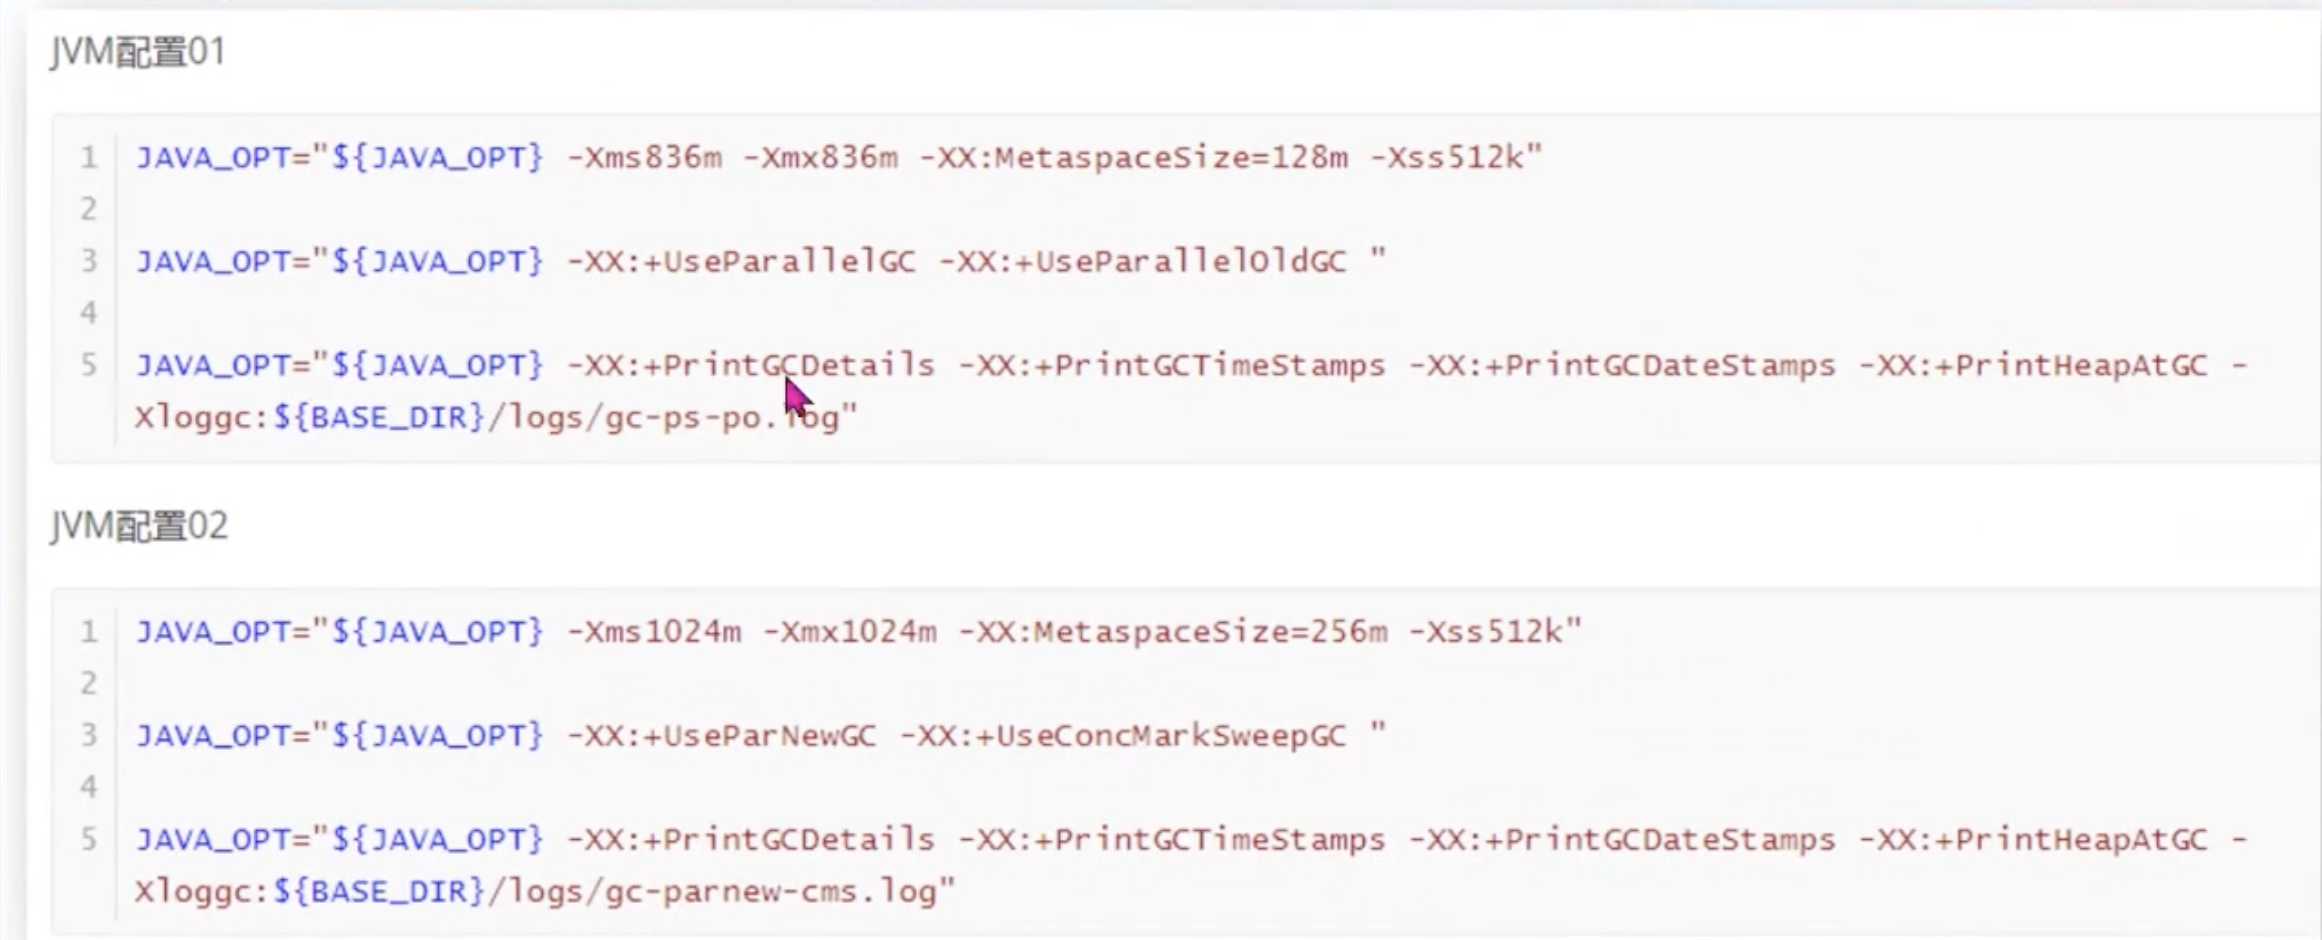 JVM配置01
1 JAVA_OPT="${JAVA_OPT} -Xms836m -Xmx836m -XX:MetaspaceSize=128m -Xss512k"
2
3 JAVA_OPT="${JAVA_OPT} -XX:+UseParallelGC -XX:+UseParallelOldGC "
4
5 JAVA_OPT="${JAVA_OPT} -XX:+PrintGCDetails -XX:+PrintGCTimeStamps -XX:+PrintGCDateStamps -XX:+PrintHeapAtGC -
Xloggc:${BASE_DIR}/logs/gc-ps-po.log"
JVM配置02
1 JAVA_OPT="${JAVA_OPT} -Xms1024m -Xmx1024m -XX:MetaspaceSize=256m -Xss512k"
2
3 JAVA_OPT="${JAVA_OPT} -XX:+UseParNewGC -XX:+UseConcMarkSweepGC "
4
5 JAVA_OPT="${JAVA_OPT} -XX:+PrintGCDetails -XX:+PrintGCTimeStamps -XX:+PrintGCDateStamps -XX:+PrintHeapAtGC -
Xloggc:${BASE_DIR}/logs/gc-parnew-cms.log"